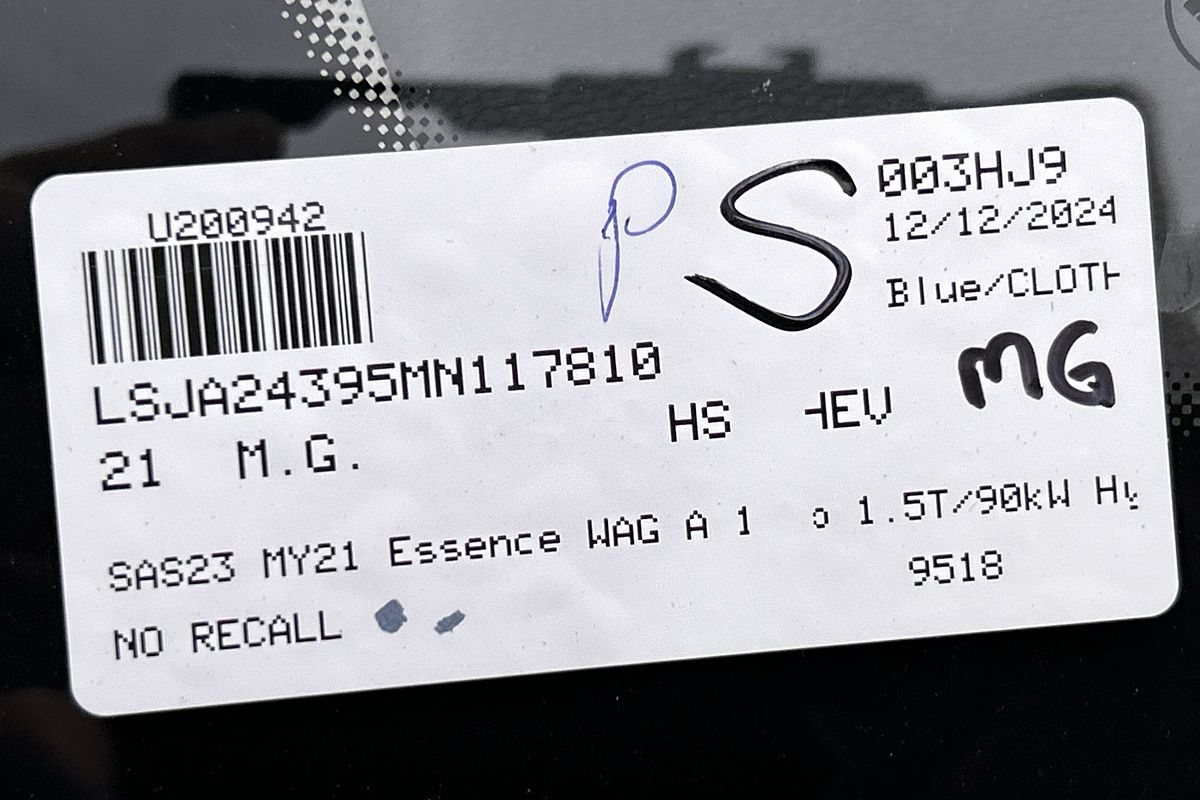 U200942
P
S
003HJ9
12/12/2024
Blue/CLOTH
LSJA24395MN117810
MG
21 M.G. HS HEV
SAS23 MY21 Essence WAG A 1 o 1.5T/90kW Hy
9518
NO RECALL